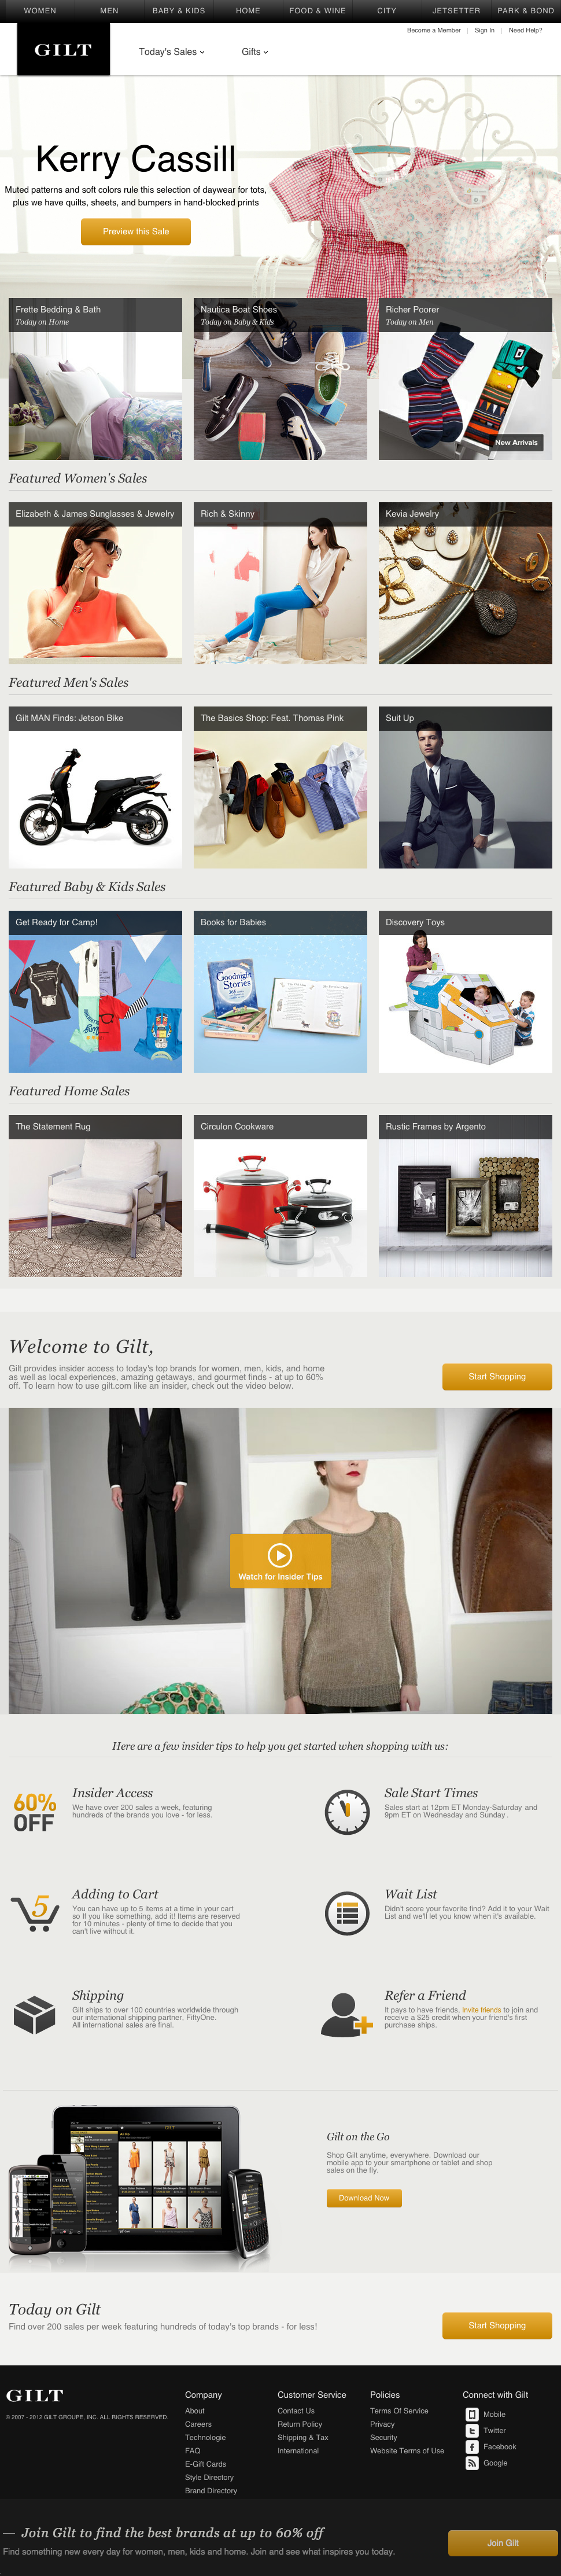 WOMEN MEN BABY & KIDS HOME FOOD & WINE CITY JETSETTER PARK & BOND
Become a Member Sign In Need Help?
GILT
Today's Sales Gifts
Kerry Cassill
Muted patterns and soft colors rule this selection of daywear for tots,
plus we have quilts, sheets, and bumpers in hand-blocked prints
Preview this Sale
Frette Bedding & Bath
Today on Home
Nautica Boat Shoes
Today on Baby & Kids
Richer Poorer
Today on Men
New Arrivals
Featured Women's Sales
Elizabeth & James Sunglasses & Jewelry
Rich & Skinny
Kevia Jewelry
Featured Men's Sales
Gilt MAN Finds: Jetson Bike
The Basics Shop: Feat. Thomas Pink
Suit Up
Featured Baby & Kids Sales
Get Ready for Camp!
Books for Babies
Discovery Toys
Goodnight
Stories
Featured Home Sales
The Statement Rug
Circulon Cookware
Rustic Frames by Argento
Welcome to Gilt,
Gilt provides insider access to today's top brands for women, men, kids, and home
as well as local experiences, amazing getaways, and gourmet finds - at up to 60%
off. To learn how to use gilt.com like an insider, check out the video below.
Start Shopping
Watch for Insider Tips
Here are a few insider tips to help you get started when shopping with us:
60%
OFF
Insider Access
We have over 200 sales a week, featuring
hundreds of the brands you love - for less.
Sale Start Times
Sales start at 12pm ET Monday-Saturday and
9pm ET on Wednesday and Sunday.
5
Adding to Cart
You can have up to 5 items at a time in your cart
so If you like something, add it! Items are reserved
for 10 minutes - plenty of time to decide that you
can't live without it.
Wait List
Didn't score your favorite find? Add it to your Wait
List and we'll let you know when it's available.
Shipping
Gilt ships to over 100 countries worldwide through
our international shipping partner, FiftyOne.
All international sales are final.
Refer a Friend
It pays to have friends, Invite friends to join and
receive a $25 credit when your friend's first
purchase ships.
GILT
GILT
Gilt on the Go
Shop Gilt anytime, everywhere. Download our
mobile app to your smartphone or tablet and shop
sales on the fly.
Download Now
Today on Gilt
Find over 200 sales per week featuring hundreds of today's top brands - for less!
Start Shopping
GILT
© 2007 - 2012 GILT GROUPE, INC. ALL RIGHTS RESERVED.
Company
About
Careers
Technologie
FAQ
E-Gift Cards
Style Directory
Brand Directory
Customer Service
Contact Us
Return Policy
Shipping & Tax
International
Policies
Terms Of Service
Privacy
Security
Website Terms of Use
Connect with Gilt
Mobile
Twitter
Facebook
Google
— Join Gilt to find the best brands at up to 60% off
Find something new every day for women, men, kids and home. Join and see what inspires you today.
Join Gilt